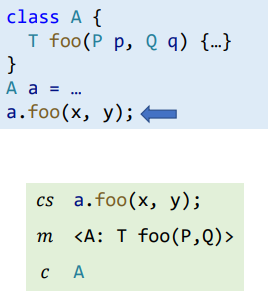 class A {
T foo(P p, Q q) {…}
}
A a = …
a.foo(x, y);
cs a.foo(x, y);
m <A: T foo(P,Q)>
c A